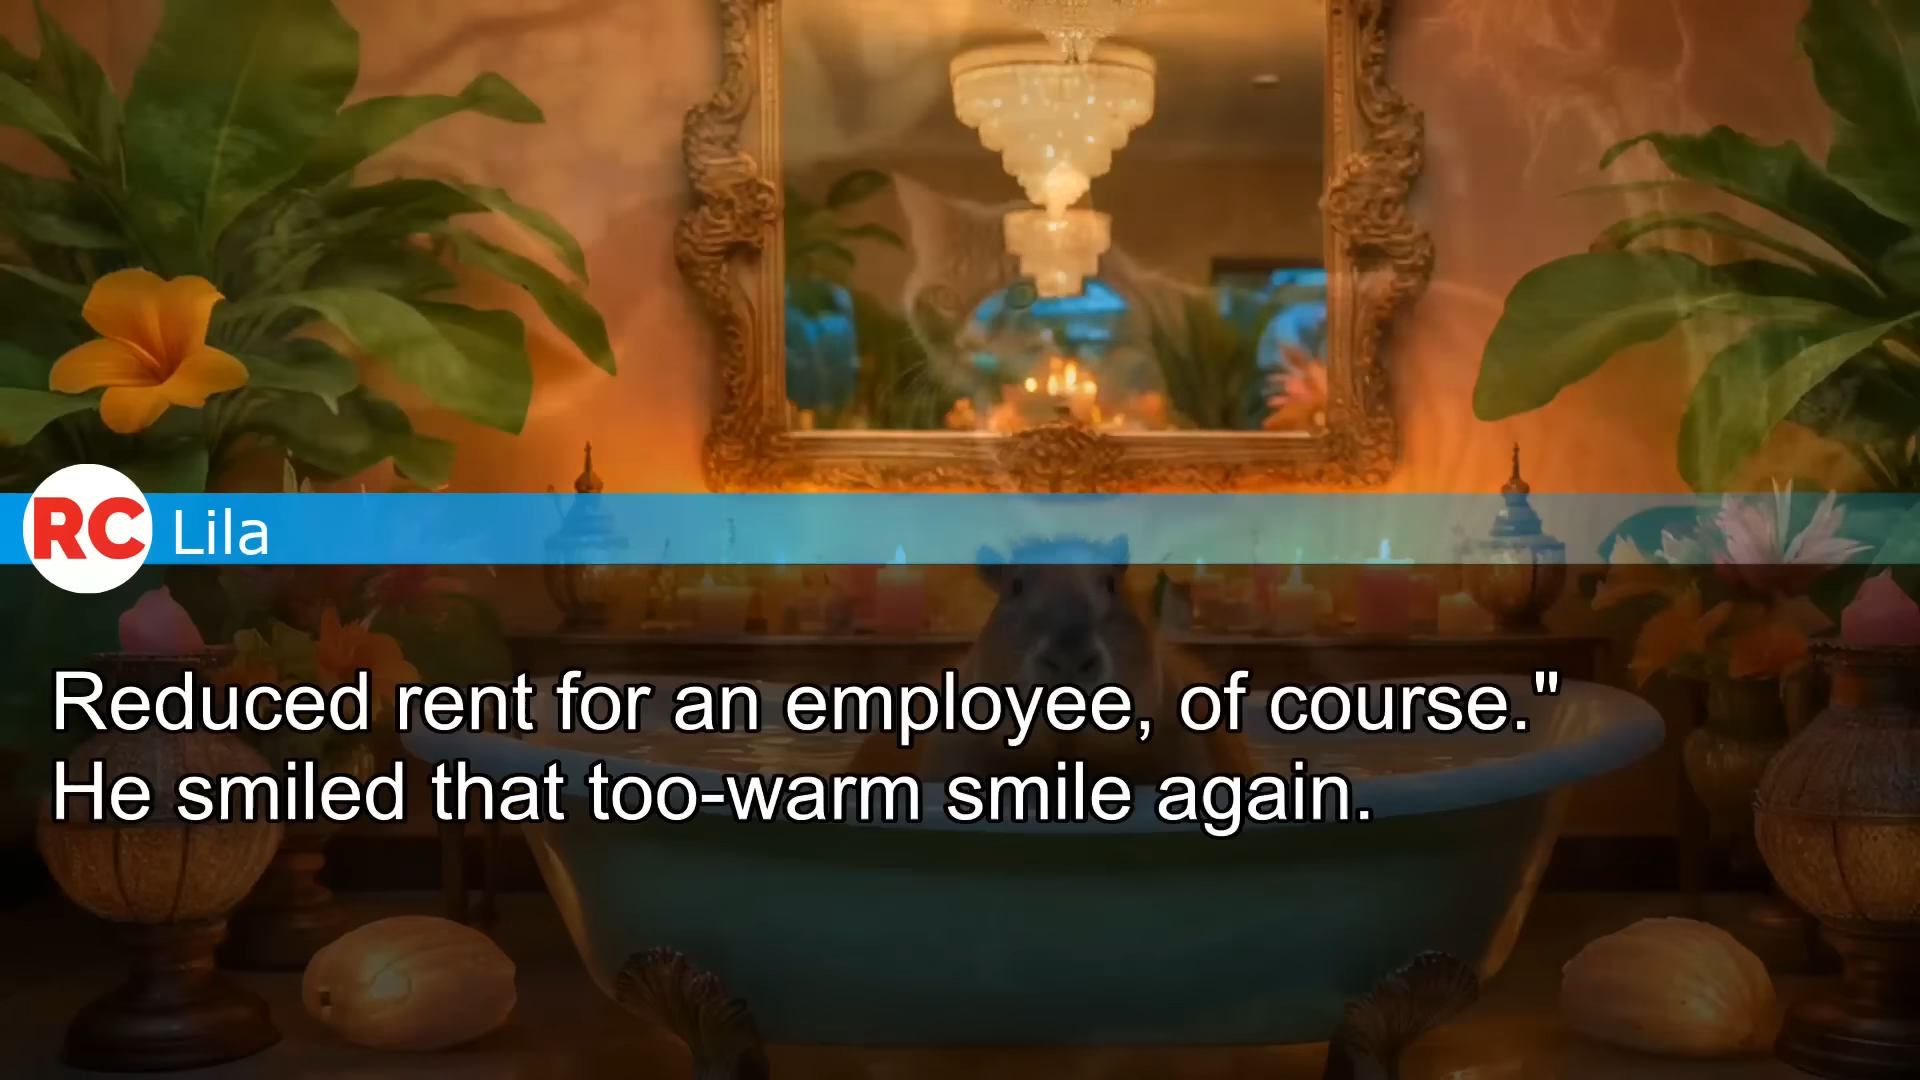 RC Lila
Reduced rent for an employee, of course."
He smiled that too-warm smile again.